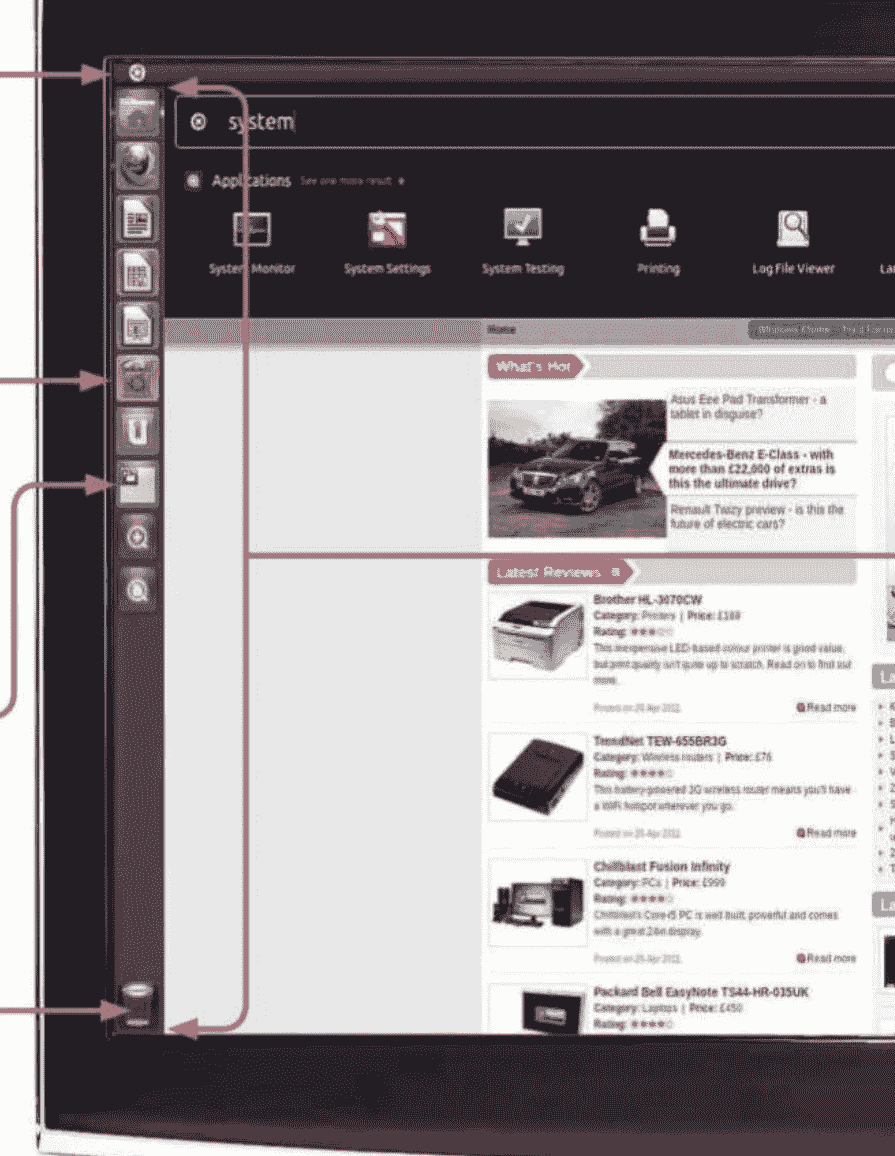 system
Applications See one more result
System Monitor
System Settings
System Testing
Printing
Log File Viewer
Home
What's Hot
Asus Eee Pad Transformer - a
tablet in disguise?
Mercedes-Benz E-Class - with
more than £22,000 of extras is
this the ultimate drive?
Renault Twizy preview - is this the
future of electric cars?
Latest Reviews
Brother HL-3070CW
Category: Printers | Price: £169
Rating:
This inexpensive LED-based colour printer is good value,
but print quality isn't quite up to scratch. Read on to find out
more.
Read more
TrendNet TEW-655BR3G
Category: Wireless routers | Price: £76
Rating:
This battery-powered 3G wireless router means you'll have
a WiFi hotspot wherever you go.
Read more
Chillblast Fusion Infinity
Category: PCs | Price: £999
Rating:
Chillblast's Core i5 PC is well built, powerful and comes
with a great 24in display.
Read more
Packard Bell EasyNote TS44-HR-035UK
Category: Laptops | Price: £450
Rating: